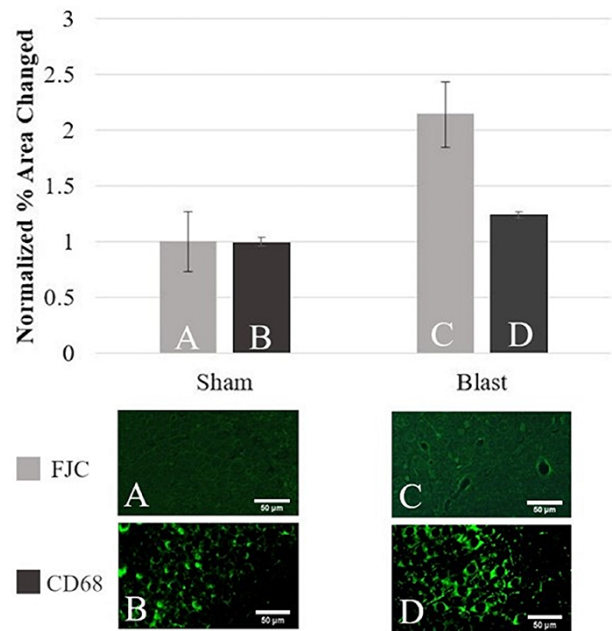 3
2.5
2
1.5
1
0.5
0
Normalized % Area Changed
A B C D
Sham Blast
FJC
A 50 µm
C 50 µm
CD68
B 50 µm
D 50 µm